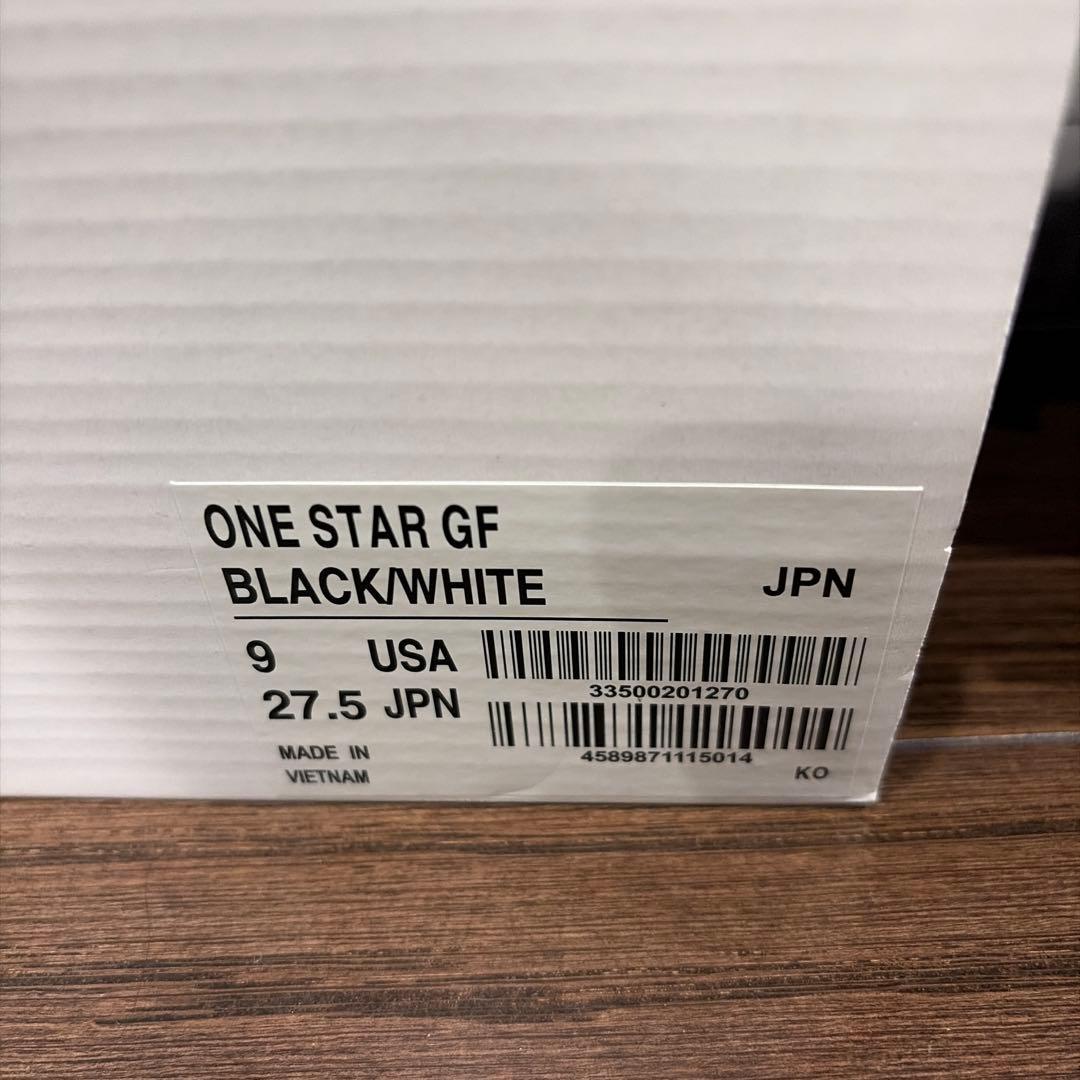 ONE STAR GF
BLACK/WHITE
JPN
9 USA
27.5 JPN
33500201270
4589871115014
MADE IN
VIETNAM
KO